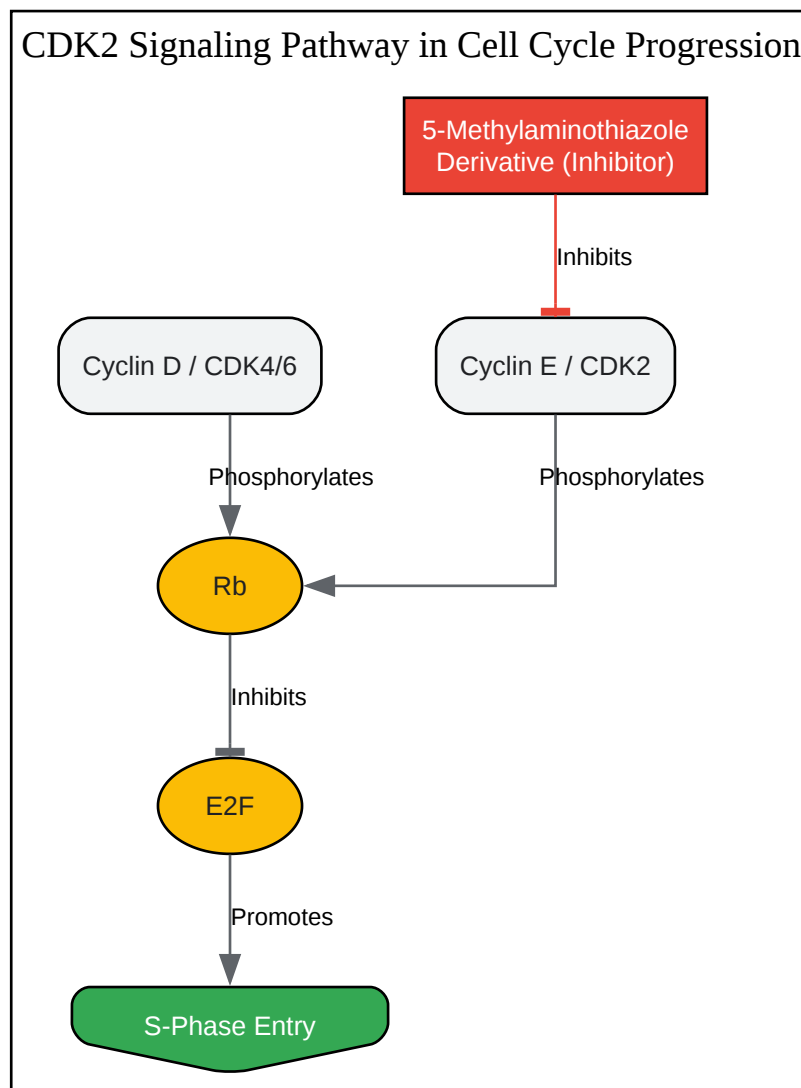 CDK2 Signaling Pathway in Cell Cycle Progression
5-Methylaminothiazole
Derivative (Inhibitor)
Inhibits
Cyclin D / CDK4/6
Cyclin E / CDK2
Phosphorylates
Phosphorylates
Rb
Inhibits
E2F
Promotes
S-Phase Entry